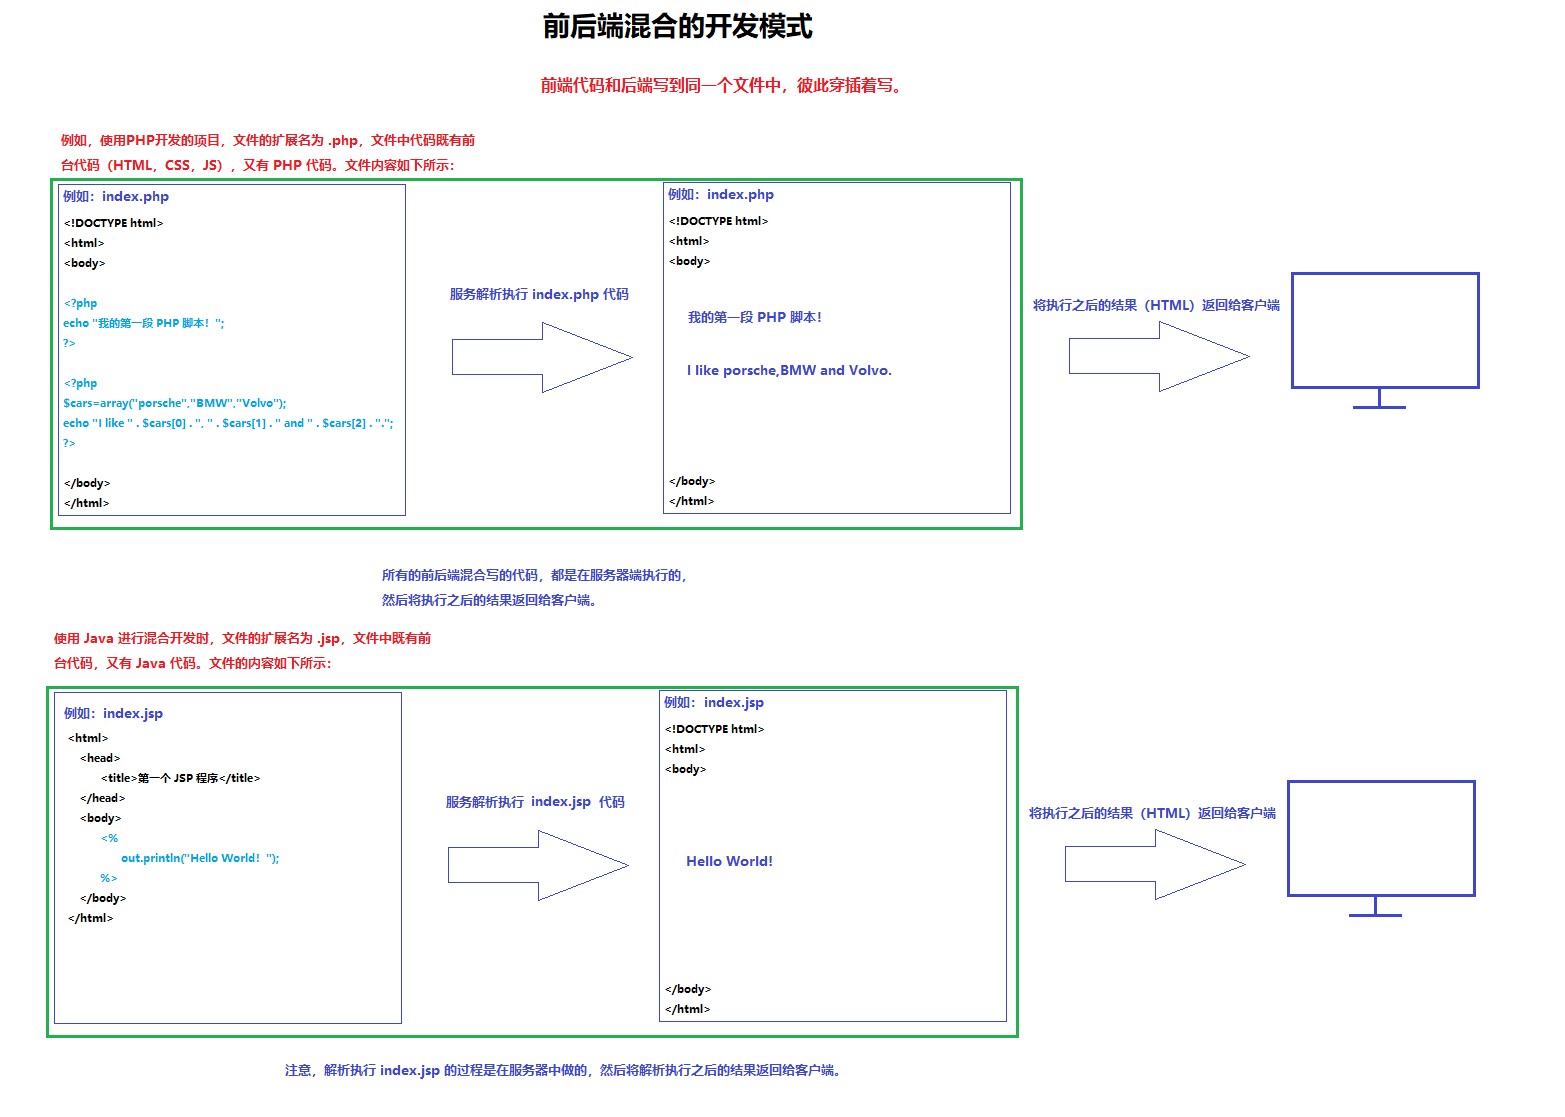 前后端混合的开发模式
前端代码和后端写到同一个文件中，彼此穿插着写。
例如，使用PHP开发的项目，文件的扩展名为 .php，文件中代码既有前
台代码（HTML，CSS，JS），又有 PHP 代码。文件内容如下所示：
例如：index.php
<!DOCTYPE html>
<html>
<body>
<?php
echo "我的第一段 PHP 脚本！";
?>
<?php
$cars=array("porsche","BMW","Volvo");
echo "I like " . $cars[0] . ", " . $cars[1] . " and " . $cars[2] . ".";
?>
</body>
</html>
服务解析执行 index.php 代码
例如：index.php
<!DOCTYPE html>
<html>
<body>
我的第一段 PHP 脚本！
I like porsche,BMW and Volvo.
</body>
</html>
将执行之后的结果（HTML）返回给客户端
所有的前后端混合写的代码，都是在服务器端执行的，
然后将执行之后的结果返回给客户端。
使用 Java 进行混合开发时，文件的扩展名为 .jsp，文件中既有前
台代码，又有 Java 代码。文件的内容如下所示：
例如：index.jsp
<html>
<head>
<title>第一个 JSP 程序</title>
</head>
<body>
<%
out.println("Hello World！");
%>
</body>
</html>
服务解析执行 index.jsp 代码
例如：index.jsp
<!DOCTYPE html>
<html>
<body>
Hello World!
</body>
</html>
将执行之后的结果（HTML）返回给客户端
注意，解析执行 index.jsp 的过程是在服务器中做的，然后将解析执行之后的结果返回给客户端。